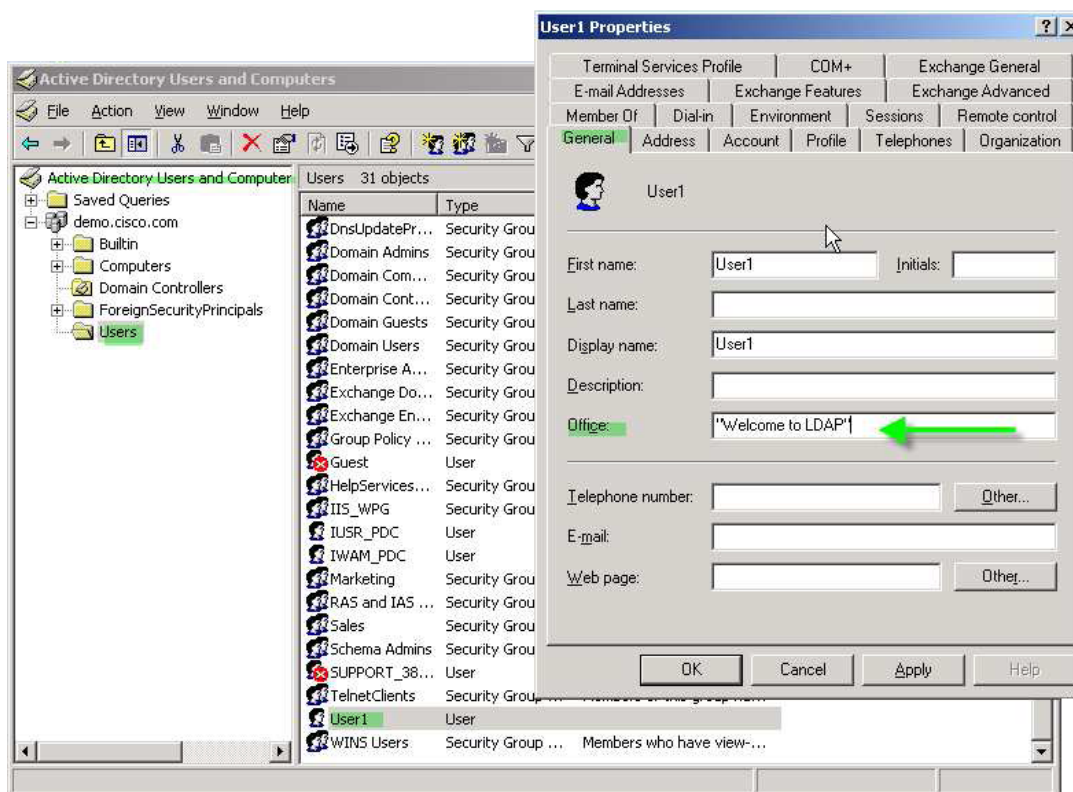 Active Directory Users and Computers
File Action View Window Help
Active Directory Users and Computer
Saved Queries
demo.cisco.com
Builtin
Computers
Domain Controllers
ForeignSecurityPrincipals
Users
Users 31 objects
Name Type
DnsUpdatePr... Security Grou
Domain Admins Security Grou
Domain Com... Security Grou
Domain Cont... Security Grou
Domain Guests Security Grou
Domain Users Security Grou
Enterprise A... Security Grou
Exchange Do... Security Grou
Exchange En... Security Grou
Group Policy ... Security Grou
Guest User
HelpServices... Security Grou
IIS_WPG Security Grou
IUSR_PDC User
IWAM_PDC User
Marketing Security Grou
RAS and IAS ... Security Grou
Sales Security Grou
Schema Admins Security Grou
SUPPORT_38... User
TelnetClients Security Group ...
User1 User
WINS Users Security Group ... Members who have view-...
User1 Properties
Terminal Services Profile COM+ Exchange General
E-mail Addresses Exchange Features Exchange Advanced
Member Of Dial-in Environment Sessions Remote control
General Address Account Profile Telephones Organization
User1
First name: User1 Initials:
Last name:
Display name: User1
Description:
Office: "Welcome to LDAP"
Telephone number: Other...
E-mail:
Web page: Other...
OK Cancel Apply Help